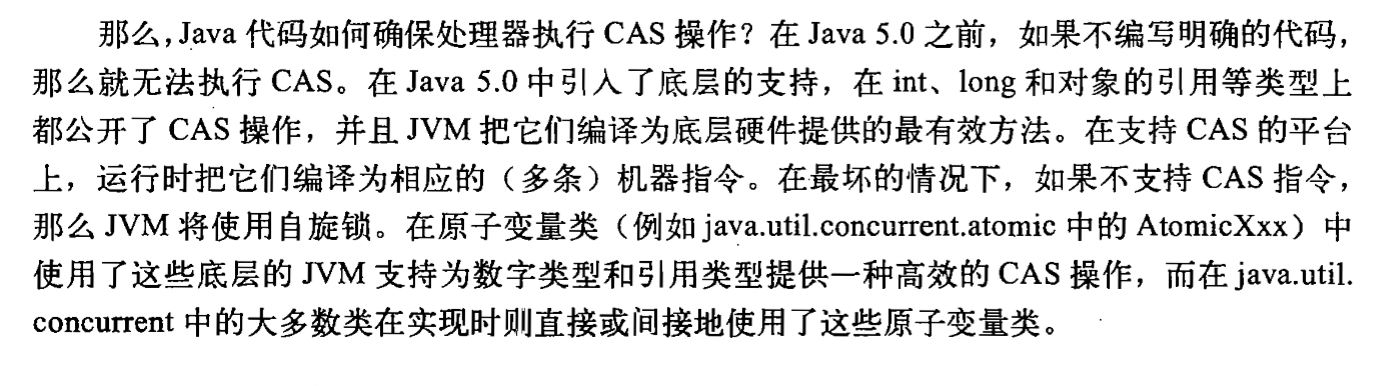 那么,Java 代码如何确保处理器执行 CAS 操作？在 Java 5.0 之前，如果不编写明确的代码，
那么就无法执行 CAS。在 Java 5.0 中引入了底层的支持，在 int、long 和对象的引用等类型上
都公开了 CAS 操作，并且 JVM 把它们编译为底层硬件提供的最有效方法。在支持 CAS 的平台
上，运行时把它们编译为相应的（多条）机器指令。在最坏的情况下，如果不支持 CAS 指令，
那么 JVM 将使用自旋锁。在原子变量类（例如 java.util.concurrent.atomic 中的 AtomicXxx）中
使用了这些底层的 JVM 支持为数字类型和引用类型提供一种高效的 CAS 操作，而在 java.util.
concurrent 中的大多数类在实现时则直接或间接地使用了这些原子变量类。